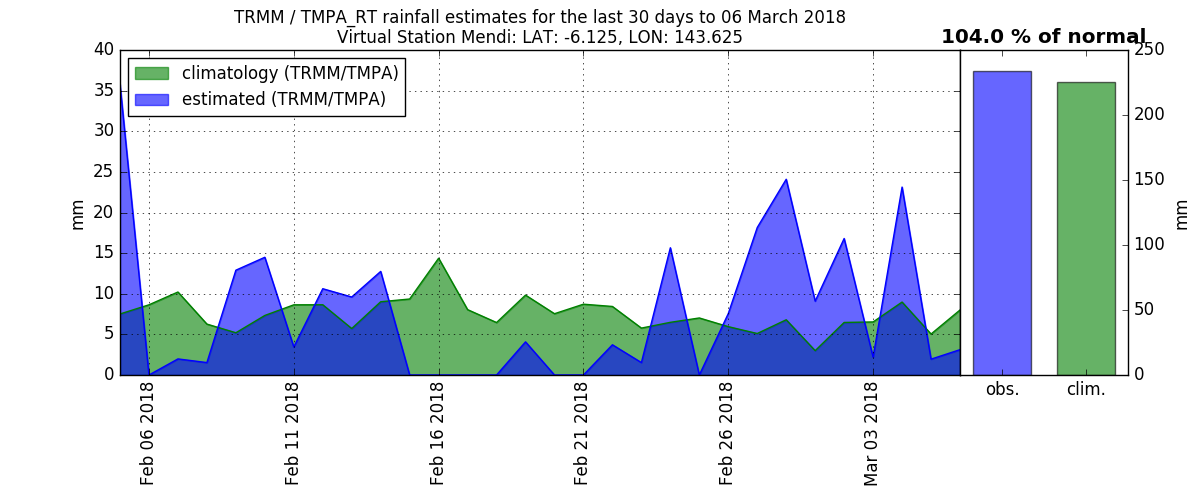 TRMM / TMPA_RT rainfall estimates for the last 30 days to 06 March 2018
Virtual Station Mendi: LAT: -6.125, LON: 143.625
104.0 % of normal
climatology (TRMM/TMPA)
estimated (TRMM/TMPA)
40
35
30
25
20
15
10
5
0
mm
Feb 06 2018
Feb 11 2018
Feb 16 2018
Feb 21 2018
Feb 26 2018
Mar 03 2018
250
200
150
100
50
0
mm
obs.
clim.